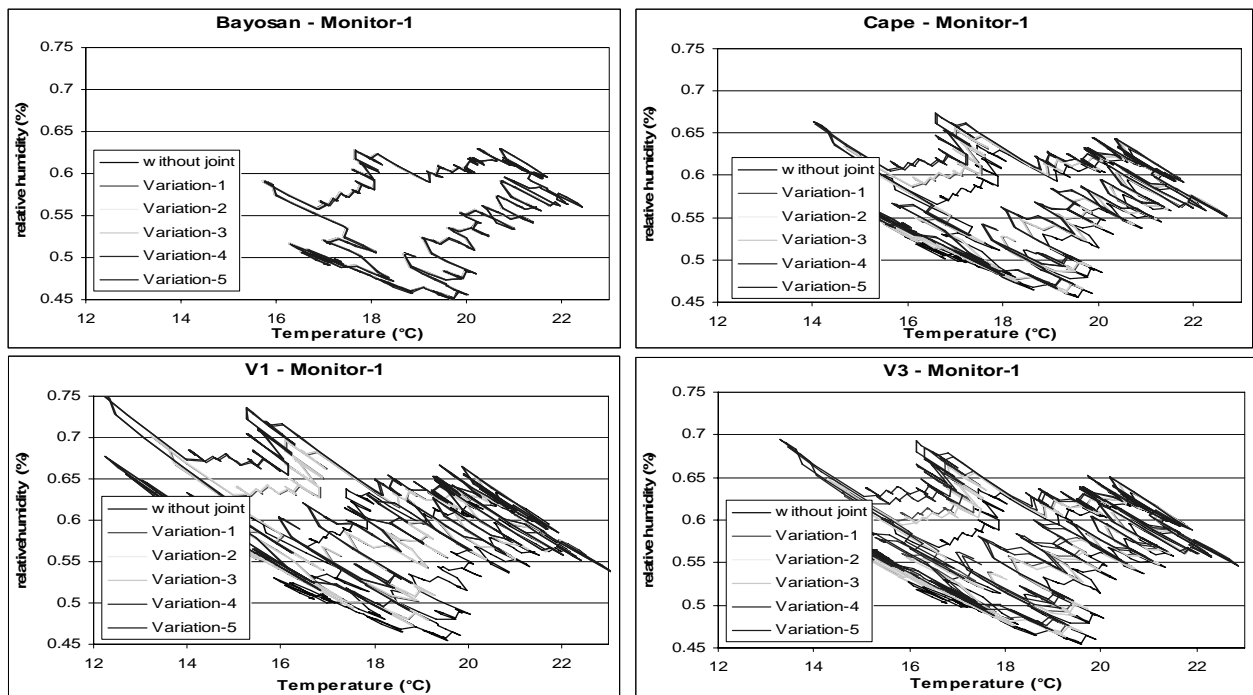 Bayosan - Monitor-1
0.75
0.7
0.65
0.6
0.55
0.5
0.45
relative humidity (%)
without joint
Variation-1
Variation-2
Variation-3
Variation-4
Variation-5
12 14 16 18 20 22
Temperature (°C)
Cape - Monitor-1
0.75
0.7
0.65
0.6
0.55
0.5
0.45
relative humidity (%)
without joint
Variation-1
Variation-2
Variation-3
Variation-4
Variation-5
12 14 16 18 20 22
Temperature (°C)
V1 - Monitor-1
0.75
0.7
0.65
0.6
0.55
0.5
0.45
relative humidity (%)
without joint
Variation-1
Variation-2
Variation-3
Variation-4
Variation-5
12 14 16 18 20 22
Temperature (°C)
V3 - Monitor-1
0.75
0.7
0.65
0.6
0.55
0.5
0.45
relative humidity (%)
without joint
Variation-1
Variation-2
Variation-3
Variation-4
Variation-5
12 14 16 18 20 22
Temperature (°C)